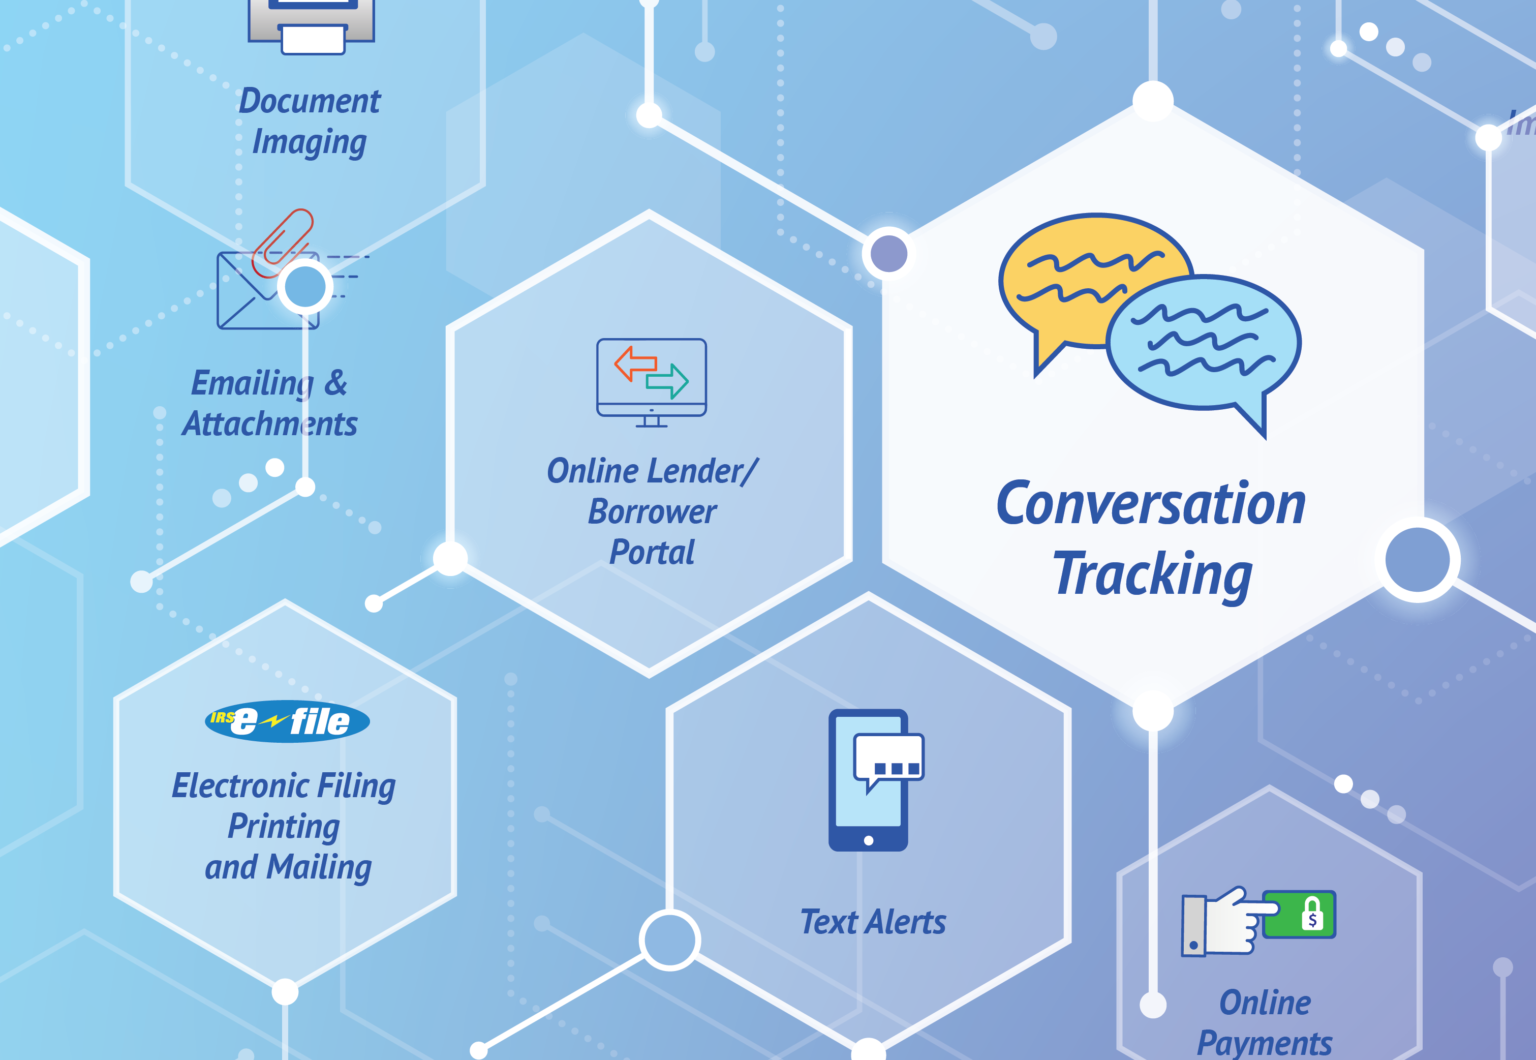 Document
Imaging
Emailing &
Attachments
Online Lender/
Borrower
Portal
Conversation
Tracking
IRS e file
Electronic Filing
Printing
and Mailing
Text Alerts
$
Online
Payments